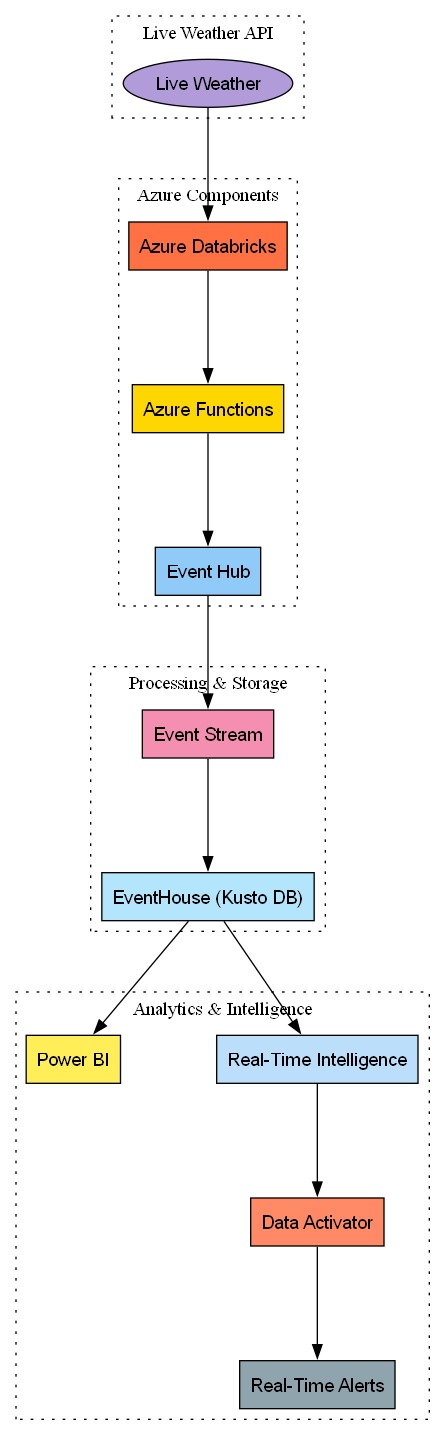 Live Weather API
Live Weather
Azure Components
Azure Databricks
Azure Functions
Event Hub
Processing & Storage
Event Stream
EventHouse (Kusto DB)
Analytics & Intelligence
Power BI
Real-Time Intelligence
Data Activator
Real-Time Alerts